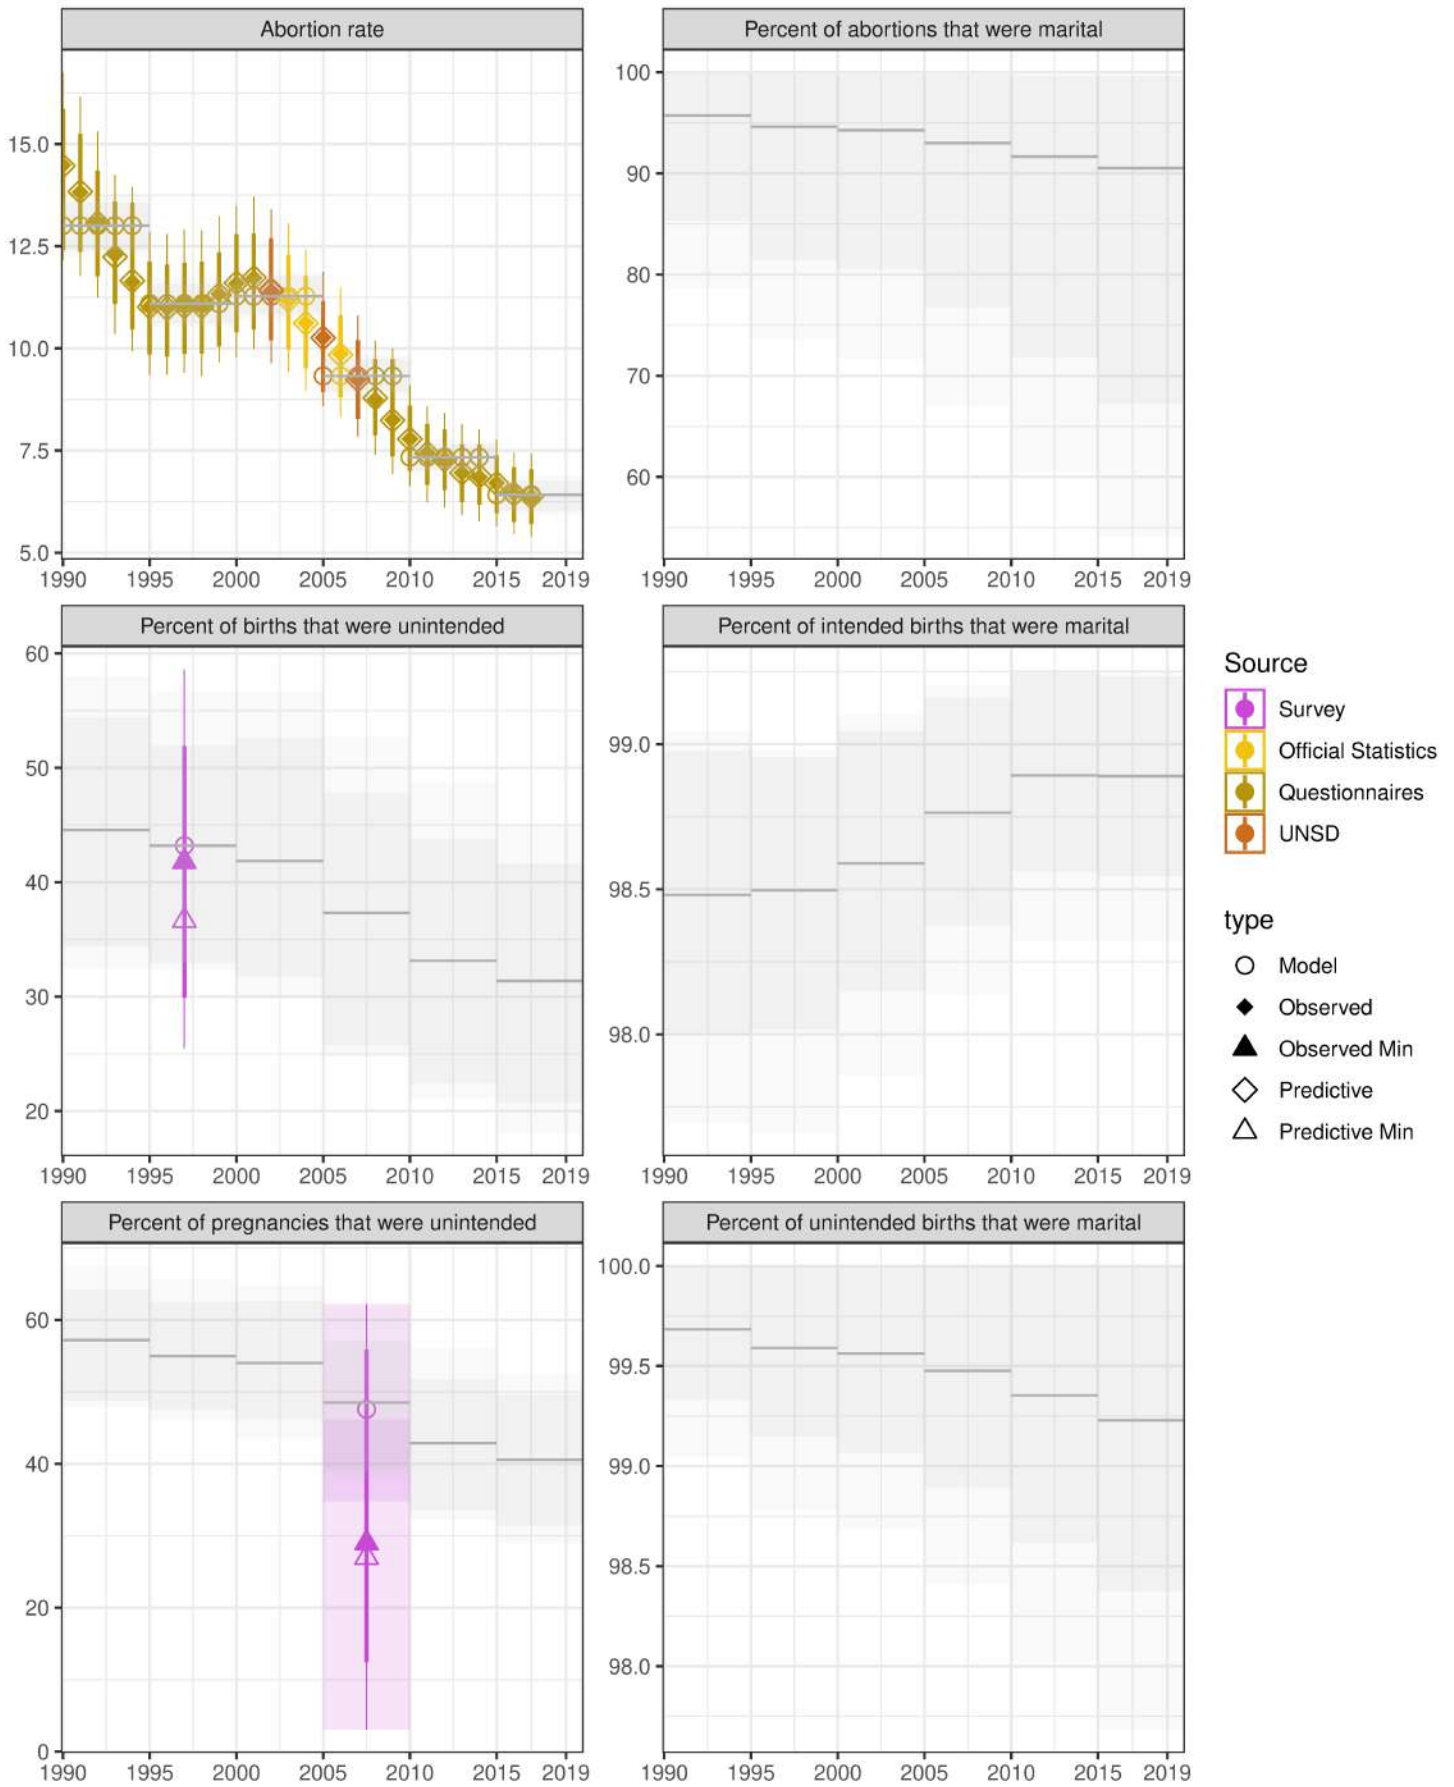 Abortion rate
Percent of abortions that were marital
15.0
12.5
10.0
7.5
5.0
1990 1995 2000 2005 2010 2015 2019
100
90
80
70
60
1990 1995 2000 2005 2010 2015 2019
Percent of births that were unintended
Percent of intended births that were marital
60
50
40
30
20
1990 1995 2000 2005 2010 2015 2019
99.0
98.5
98.0
1990 1995 2000 2005 2010 2015 2019
Percent of pregnancies that were unintended
Percent of unintended births that were marital
60
40
20
0
1990 1995 2000 2005 2010 2015 2019
100.0
99.5
99.0
98.5
98.0
1990 1995 2000 2005 2010 2015 2019
Source
Survey
Official Statistics
Questionnaires
UNSD
type
Model
Observed
Observed Min
Predictive
Predictive Min